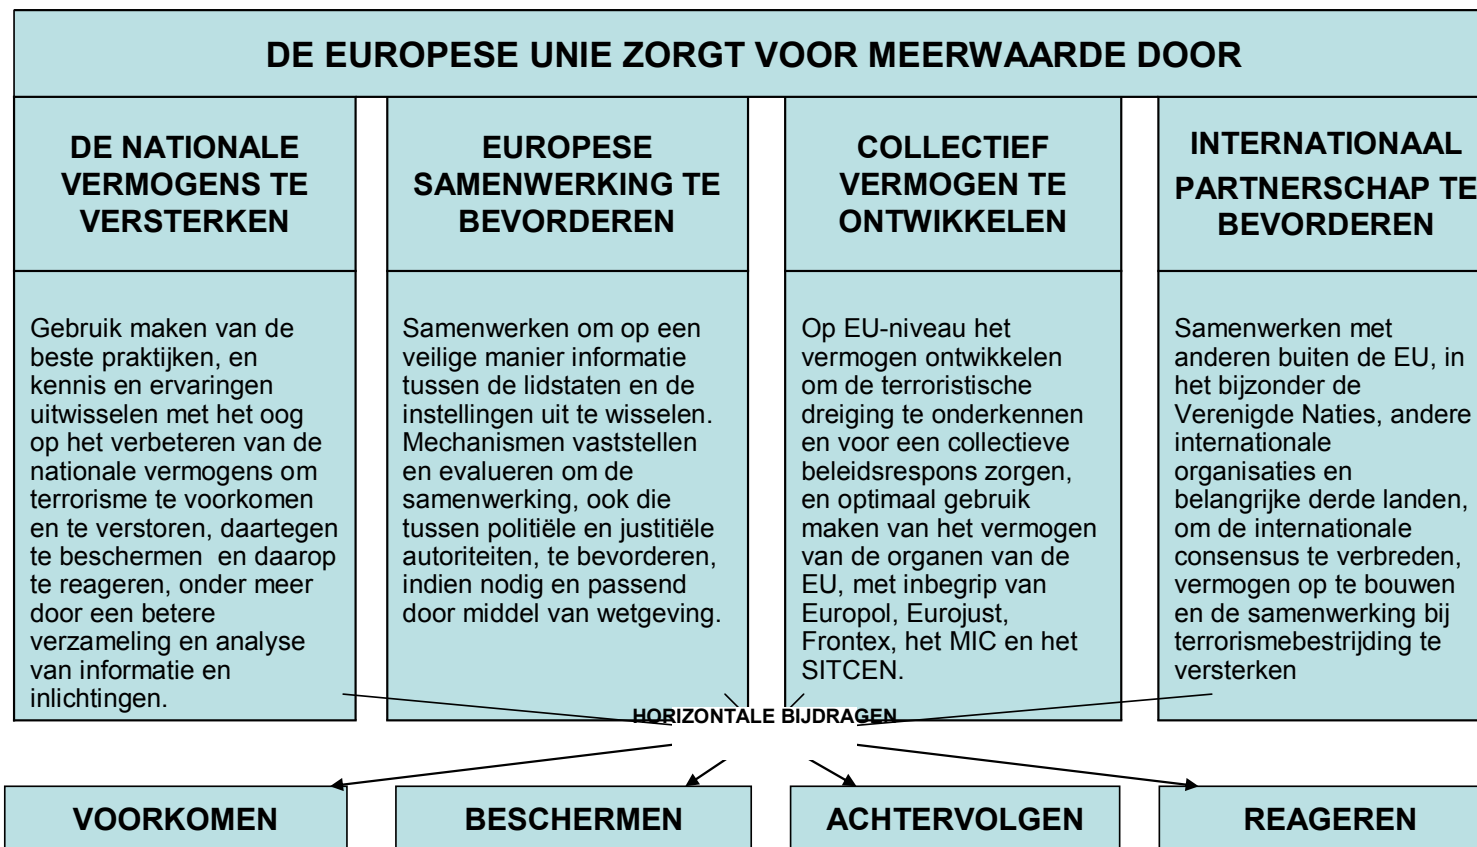 DE EUROPESE UNIE ZORGT VOOR MEERWAARDE DOOR
DE NATIONALE
VERMOGENS TE
VERSTERKEN
Gebruik maken van de
beste praktijken, en
kennis en ervaringen
uitwisselen met het oog
op het verbeteren van de
nationale vermogens om
terrorisme te voorkomen
en te verstoren, daartegen
te beschermen en daarop
te reageren, onder meer
door een betere
verzameling en analyse
van informatie en
inlichtingen.
EUROPESE
SAMENWERKING TE
BEVORDEREN
Samenwerken om op een
veilige manier informatie
tussen de lidstaten en de
instellingen uit te wisselen.
Mechanismen vaststellen
en evalueren om de
samenwerking, ook die
tussen politiële en justitiële
autoriteiten, te bevorderen,
indien nodig en passend
door middel van wetgeving.
COLLECTIEF
VERMOGEN TE
ONTWIKKELEN
Op EU-niveau het
vermogen ontwikkelen
om de terroristische
dreiging te onderkennen
en voor een collectieve
beleidsrespons zorgen,
en optimaal gebruik
maken van het vermogen
van de organen van de
EU, met inbegrip van
Europol, Eurojust,
Frontex, het MIC en het
SITCEN.
INTERNATIONAAL
PARTNERSCHAP TE
BEVORDEREN
Samenwerken met
anderen buiten de EU, in
het bijzonder de
Verenigde Naties, andere
internationale
organisaties en
belangrijke derde landen,
om de internationale
consensus te verbreden,
vermogen op te bouwen
en de samenwerking bij
terrorismebestrijding te
versterken
HORIZONTALE BIJDRAGEN
VOORKOMEN
BESCHERMEN
ACHTERVOLGEN
REAGEREN